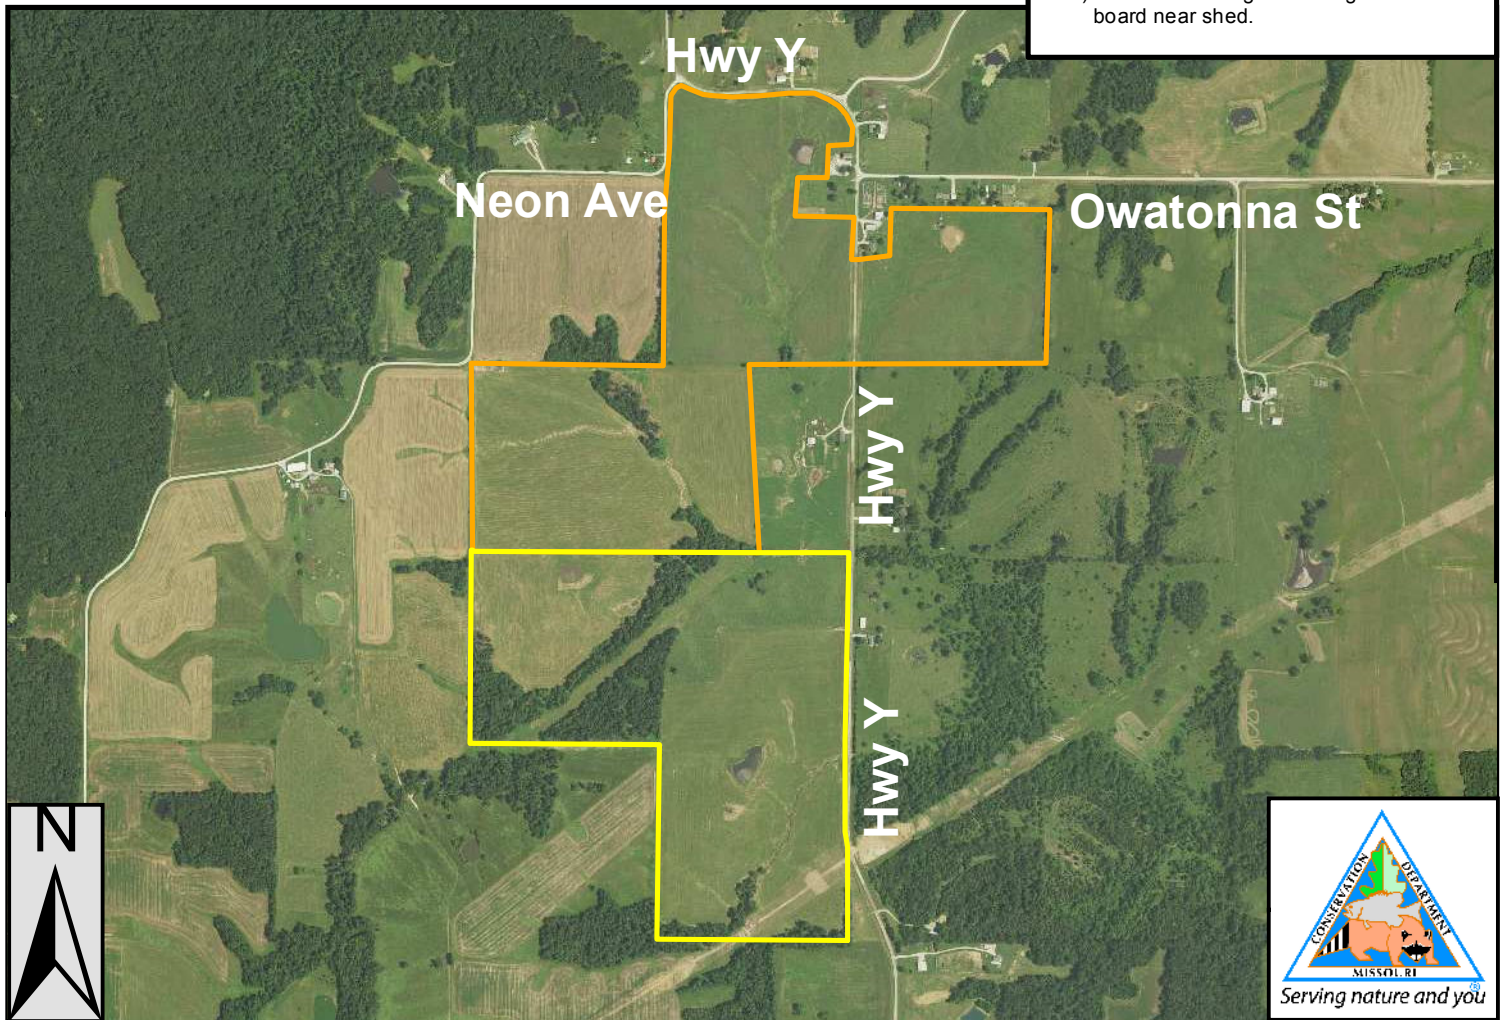 board near shed.
Hwy Y
Neon Ave
Owatonna St
Hwy Y
Hwy Y
N
CONSERVATION
DEPARTMENT
MISSOURI
Serving nature and you
®